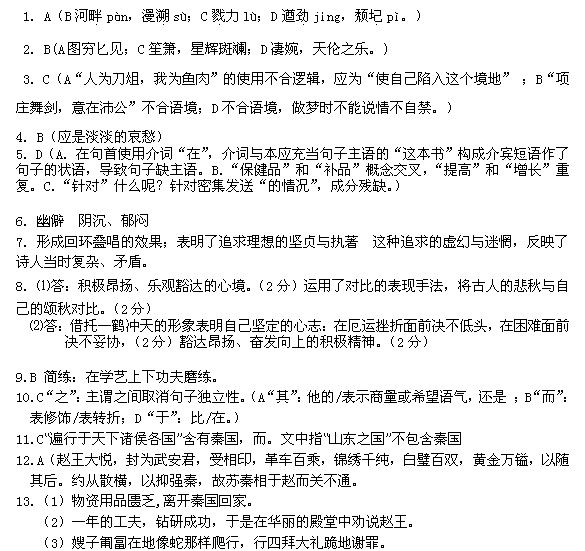 1. A（B河畔pàn，漫溯sù；C戮力lù；D遒劲jìng，颓圮pǐ。）
2. B(A图穷匕见；C笙箫，星辉斑斓；D凄婉，天伦之乐。)
3. C（A“人为刀俎，我为鱼肉”的使用不合逻辑，应为“使自己陷入这个境地” ；B“项
庄舞剑，意在沛公”不合语境；D不合语境，做梦时不能说情不自禁。）
4. B（应是淡淡的哀愁）
5. D（A. 在句首使用介词“在”，介词与本应充当句子主语的“这本书”构成介宾短语作了
句子的状语，导致句子缺主语。B.“保健品”和“补品”概念交叉，“提高”和“增长”重
复。C.“针对”什么呢？针对密集发送“的情况”，成分残缺。）
6. 幽僻 阴沉、郁闷
7. 形成回环叠唱的效果；表明了追求理想的坚贞与执著 这种追求的虚幻与迷惘，反映了
诗人当时复杂、矛盾。
8. ⑴答：积极昂扬、乐观豁达的心境。（2分）运用了对比的表现手法，将古人的悲秋与自
己的颂秋对比。（2分）
⑵答：借托一鹤冲天的形象表明自己坚定的心志：在厄运挫折面前决不低头，在困难面前
决不妥协，（2分）豁达昂扬、奋发向上的积极精神。（2分）
9.B 简练：在学艺上下功夫磨练。
10.C“之”：主谓之间取消句子独立性。（A“其”：他的/表示商量或希望语气，还是 ；B“而”：
表修饰/表转折；D“于”：比/在。）
11.C“遍行于天下诸侯各国”含有秦国，而。文中指“山东之国”不包含秦国
12.A（赵王大悦，封为武安君，受相印，革车百乘，锦绣千纯，白璧百双，黄金万镒，以随
其后。约从散横，以抑强秦，故苏秦相于赵而关不通。
13.（1）物资用品匮乏,离开秦国回家。
（2）一年的工夫，钻研成功，于是在华丽的殿堂中劝说赵王。
（3）嫂子匍匐在地像蛇那样爬行，行四拜大礼跪地谢罪。